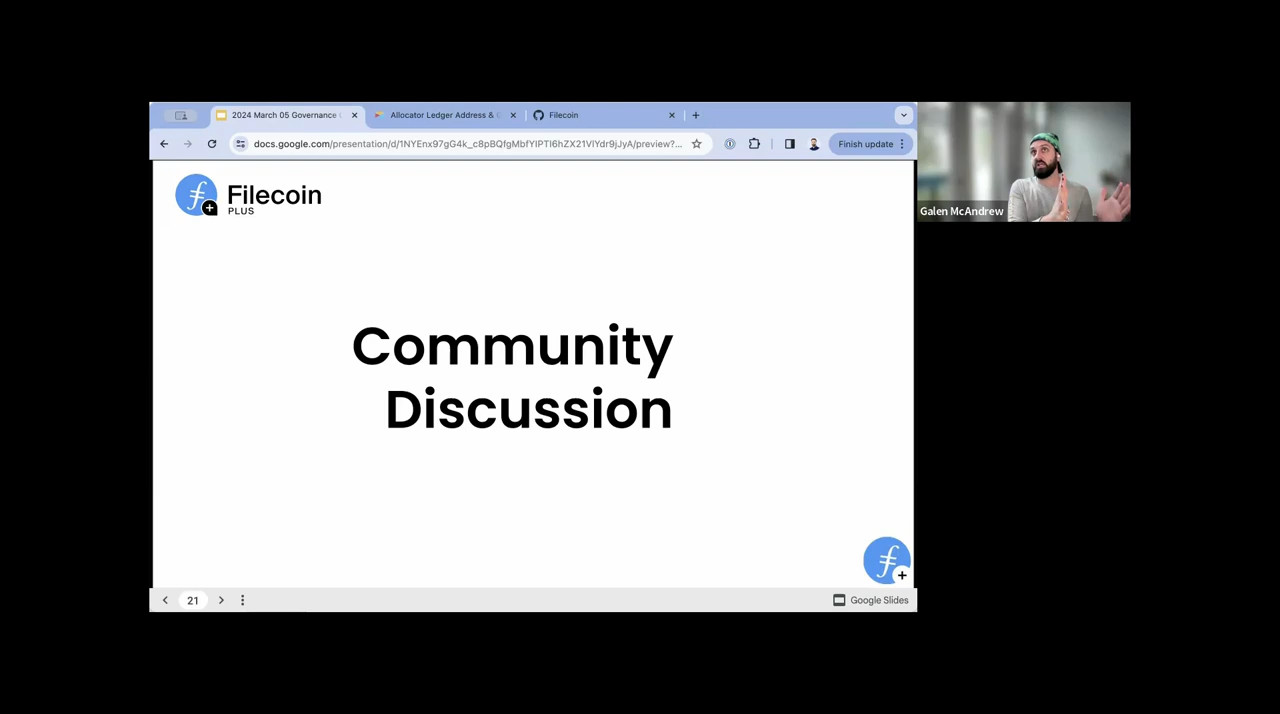 2024 March 05 Governance
Allocator Ledger Address &
Filecoin
docs.google.com/presentation/d/1NYEnx97gG4k_c8pBQfgMbfYIPTI6hZX21VIYdr9jJyA/preview?...
Finish update
Filecoin
PLUS
Community
Discussion
21
Google Slides
Galen McAndrew